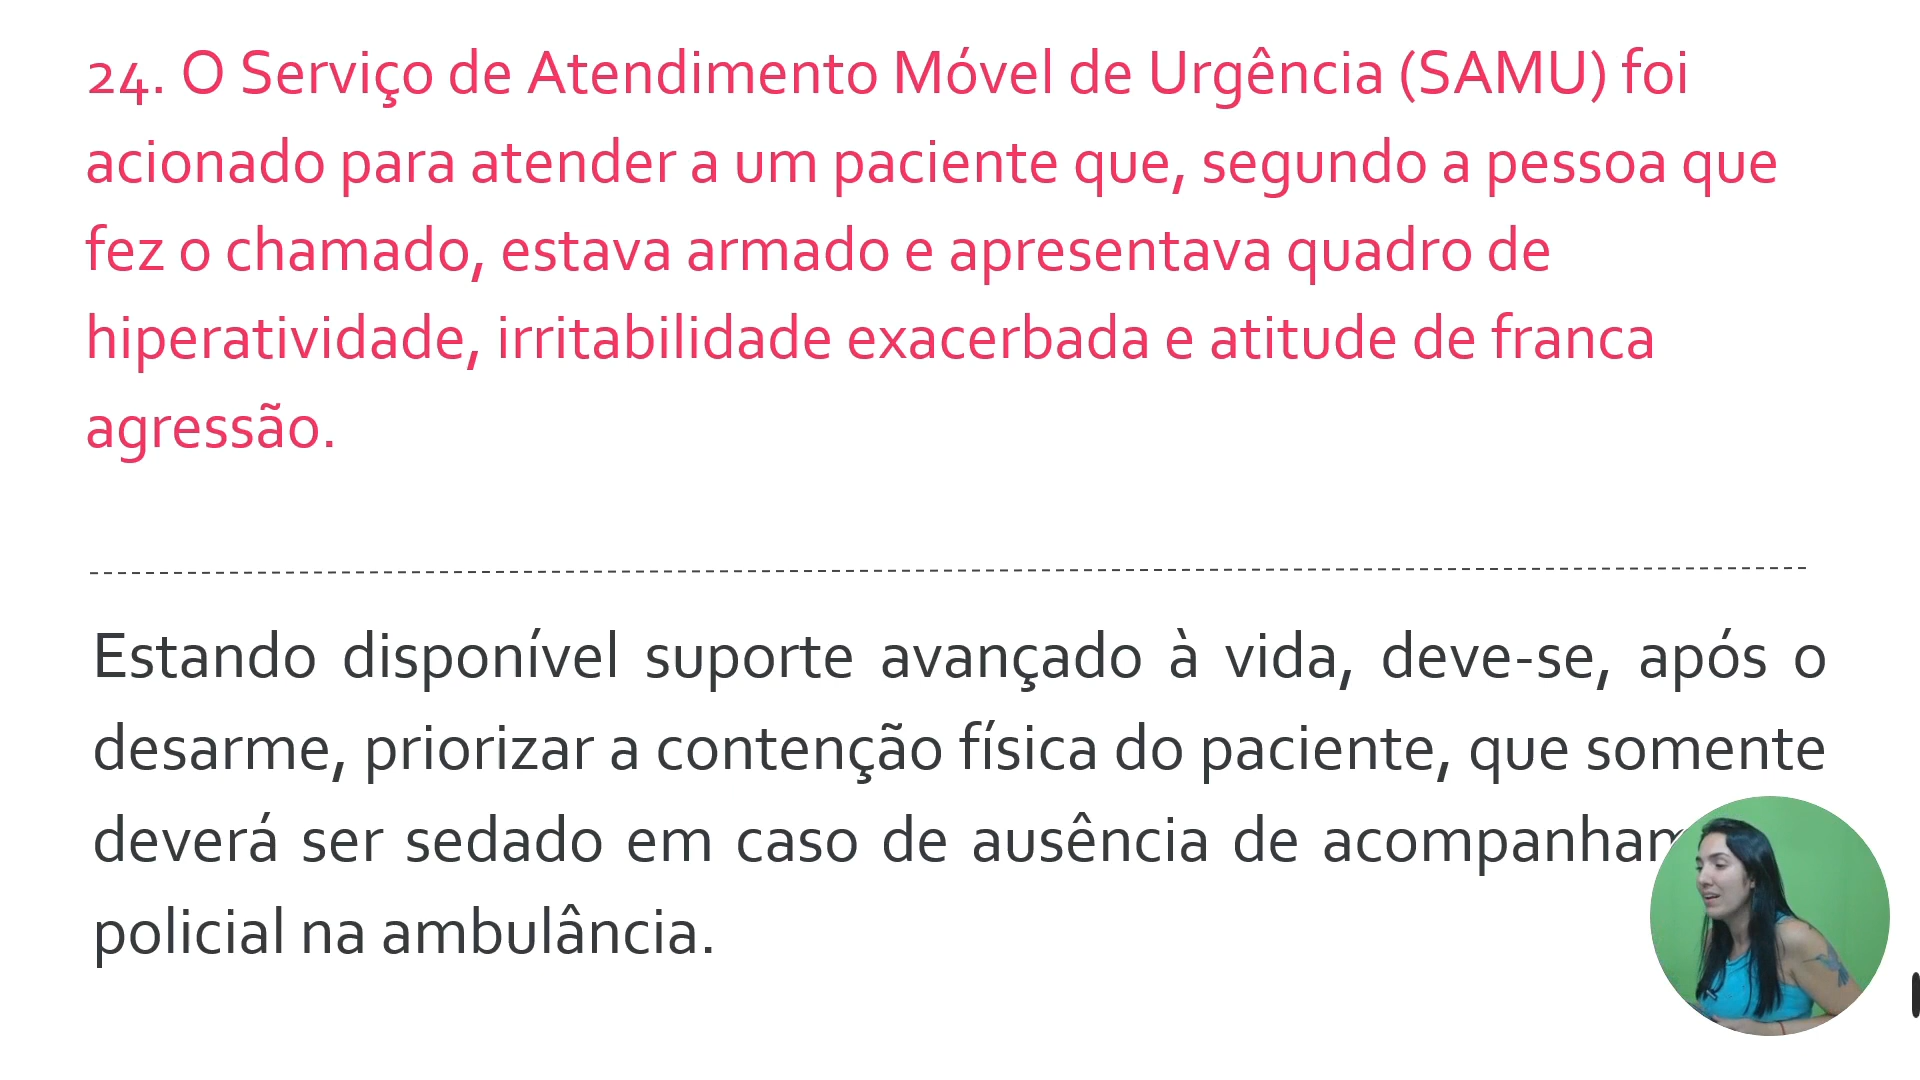 24. O Serviço de Atendimento Móvel de Urgência (SAMU) foi
acionado para atender a um paciente que, segundo a pessoa que
fez o chamado, estava armado e apresentava quadro de
hiperatividade, irritabilidade exacerbada e atitude de franca
agressão.
Estando disponível suporte avançado à vida, deve-se, após o
desarme, priorizar a contenção física do paciente, que somente
deverá ser sedado em caso de ausência de
policial na ambulância.